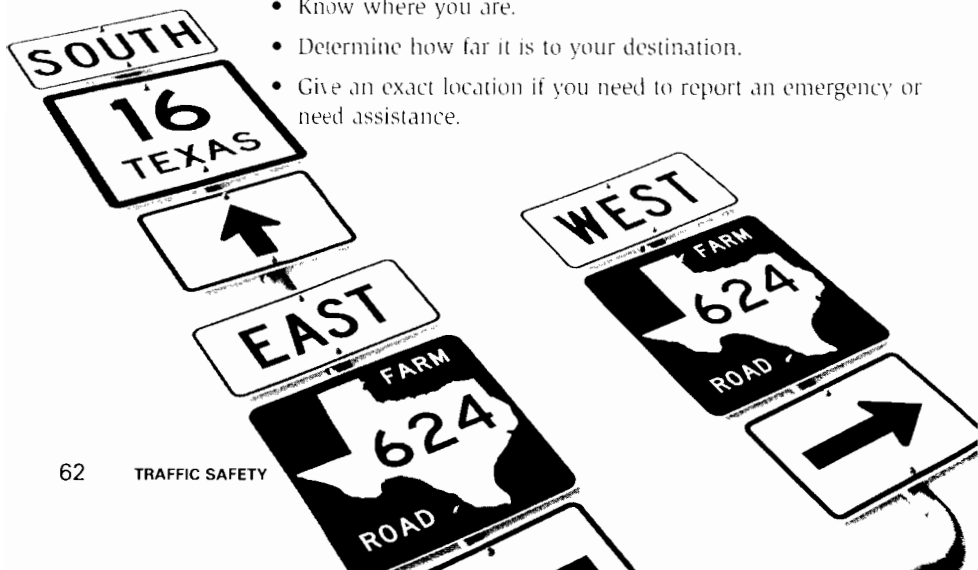 • Know where you are.
• Determine how far it is to your destination.
• Give an exact location if you need to report an emergency or
need assistance.
SOUTH
16
TEXAS
EAST
FARM
624
ROAD
WEST
FARM
624
ROAD
62 TRAFFIC SAFETY